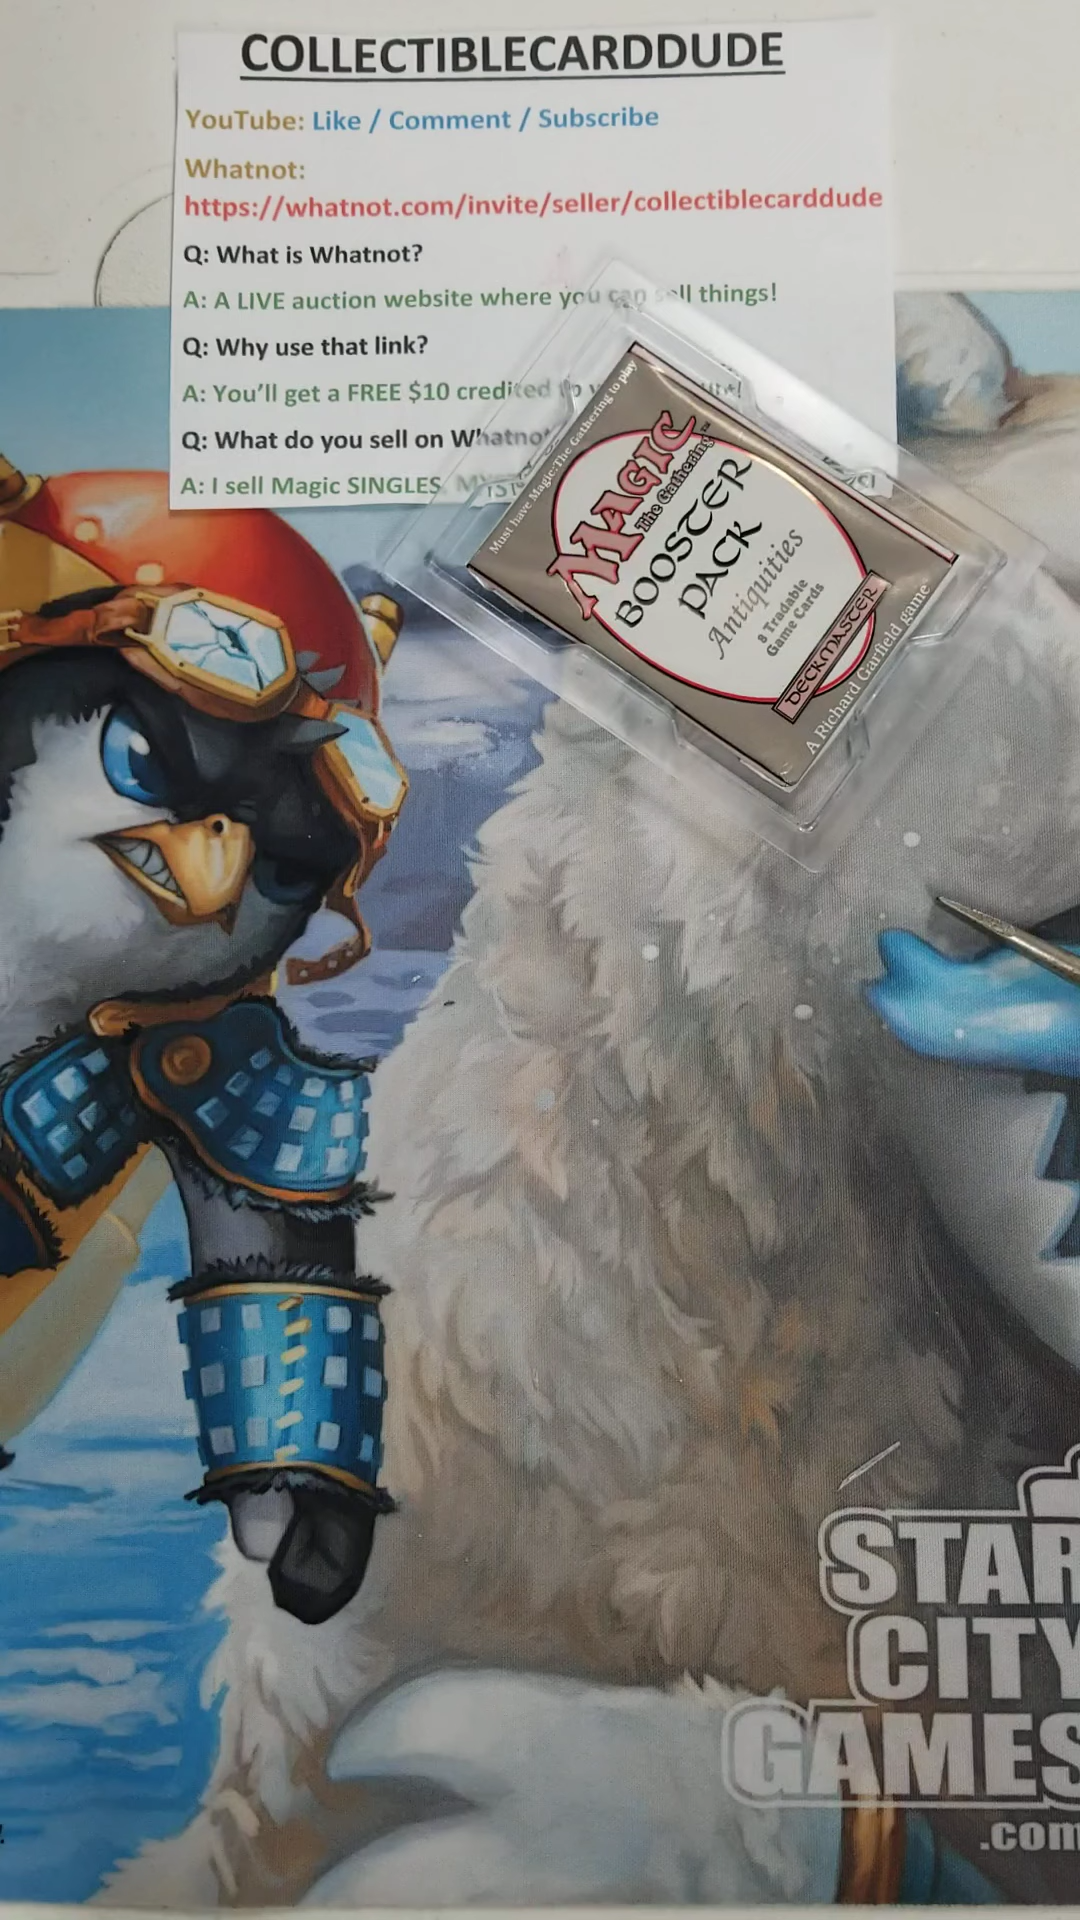 COLLECTIBLECARDDUDE
YouTube: Like / Comment / Subscribe
Whatnot:
https://whatnot.com/invite/seller/collectiblecarddude
Q: What is Whatnot?
A: A LIVE auction website where you can sell things!
Q: Why use that link?
A: You'll get a FREE $10 credited to
Q: What do you sell on Whatnot
A: I sell Magic SINGLES,
Must have Magic:The Gathering to play
MAGIC
The Gathering™
BOOSTER
PACK
Antiquities
8 Tradable
Game Cards
DECKMASTER
A Richard Garfield game
STAR
CITY
GAMES
.com